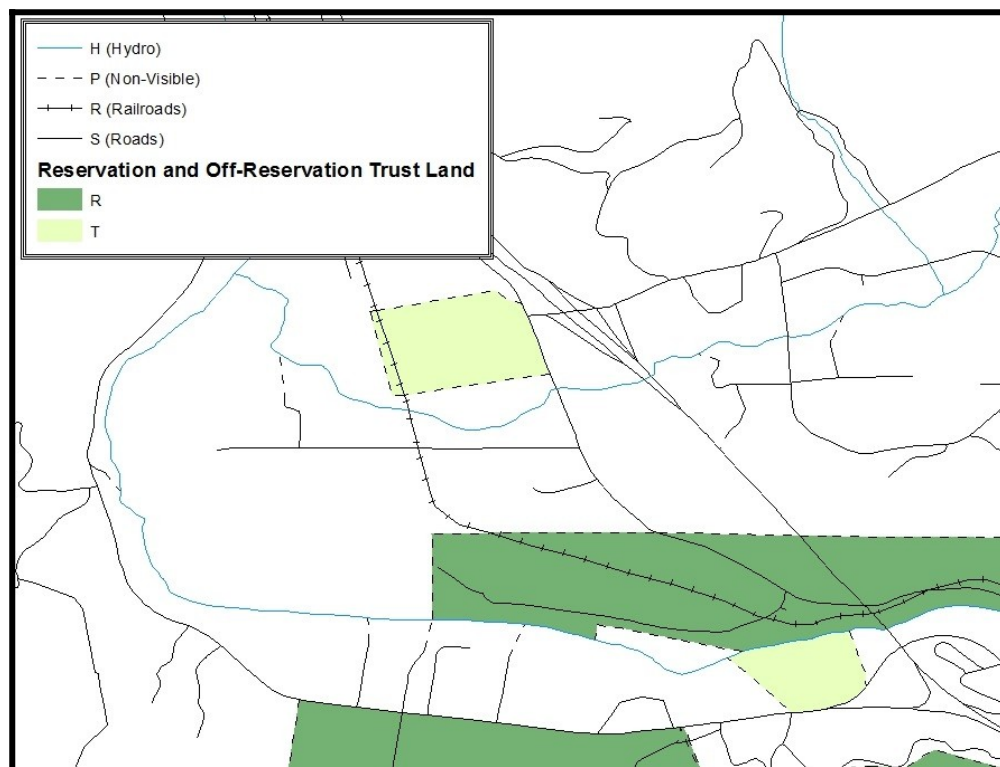 H (Hydro)
P (Non-Visible)
R (Railroads)
S (Roads)
Reservation and Off-Reservation Trust Land
R
T